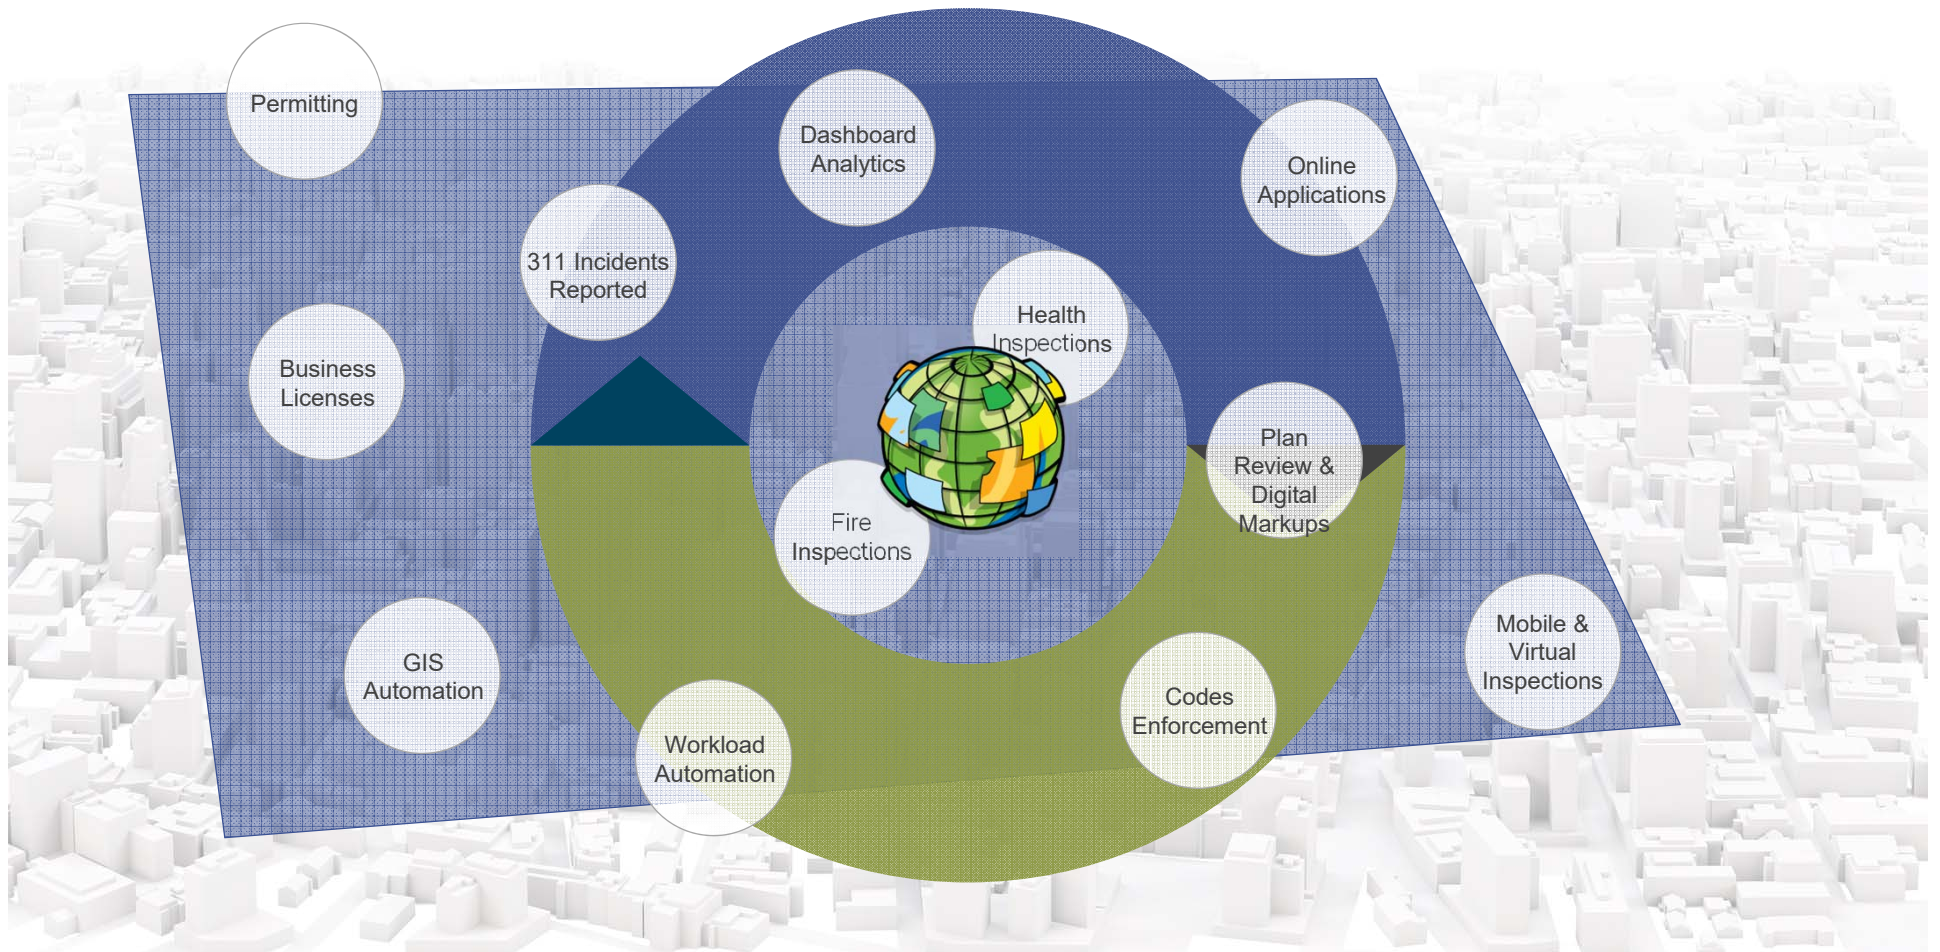 Permitting
Dashboard
Analytics
Online
Applications
311 Incidents
Reported
Health
Inspections
Business
Licenses
Plan
Review &
Digital
Markups
Fire
Inspections
GIS
Automation
Mobile &
Virtual
Inspections
Codes
Enforcement
Workload
Automation